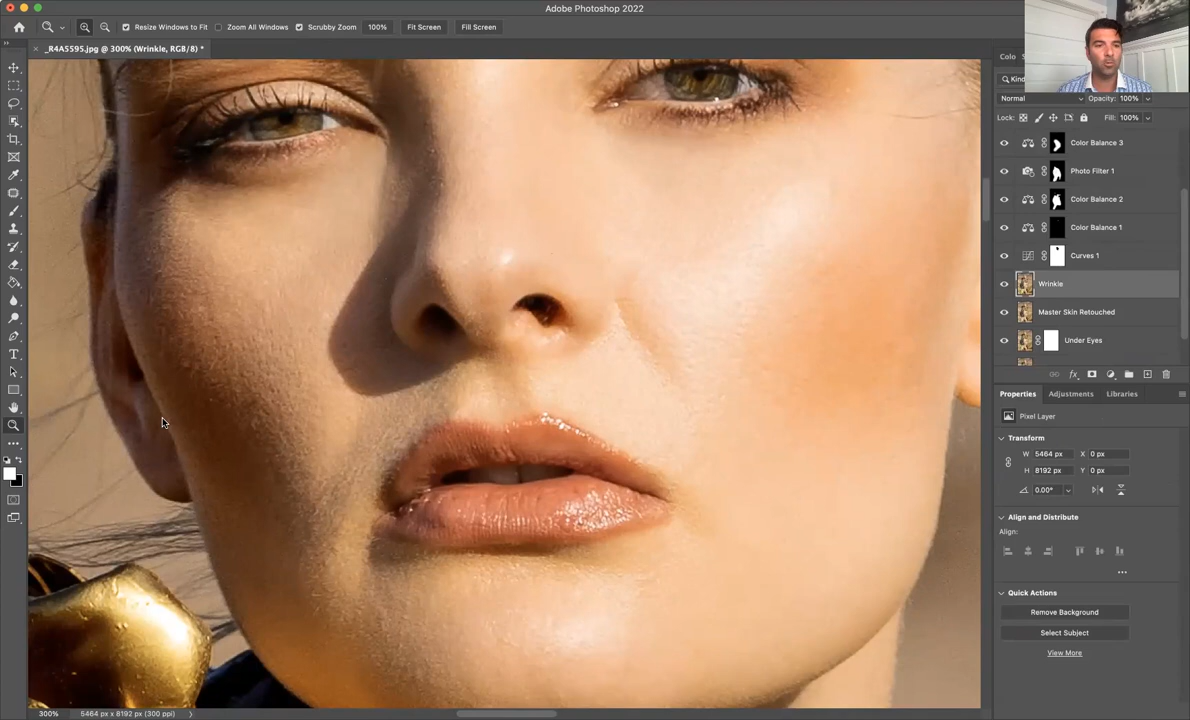 Adobe Photoshop 2022
Resize Windows to Fit
Zoom All Windows
Scrubby Zoom
100%
Fit Screen
Fill Screen
_R4A5595.jpg @ 300% (Wrinkle, RGB/8) *
Colo
Kind
Normal
Opacity: 100%
Lock:
Fill: 100%
Color Balance 3
Photo Filter 1
Color Balance 2
Color Balance 1
Curves 1
Wrinkle
Master Skin Retouched
Under Eyes
Properties
Adjustments
Libraries
Pixel Layer
Transform
W 5464 px
X 0 px
H 8192 px
Y 0 px
0.00°
Align and Distribute
Align:
Quick Actions
Remove Background
Select Subject
View More
300%
5464 px x 8192 px (300 ppi)